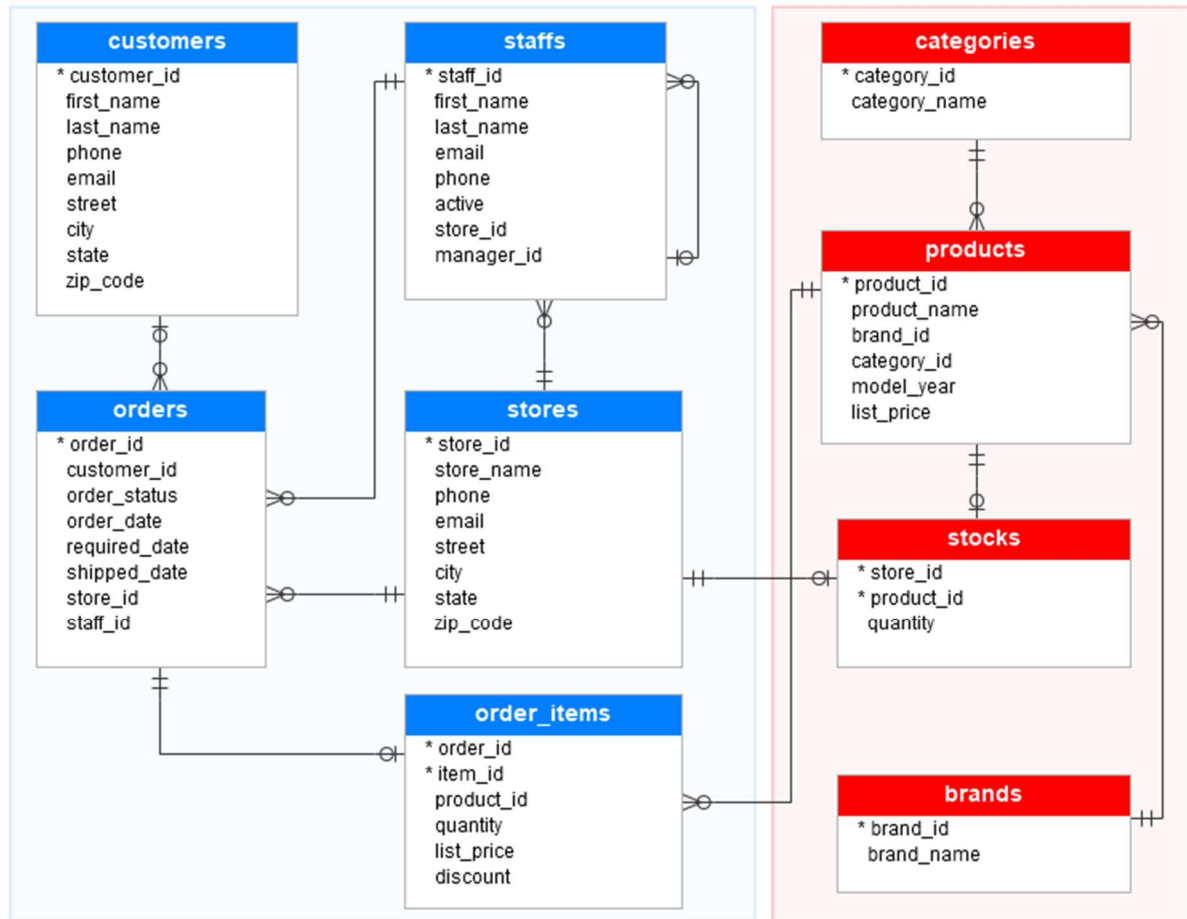 customers
* customer_id
first_name
last_name
phone
email
street
city
state
zip_code
staffs
* staff_id
first_name
last_name
email
phone
active
store_id
manager_id
categories
* category_id
category_name
products
* product_id
product_name
brand_id
category_id
model_year
list_price
orders
* order_id
customer_id
order_status
order_date
required_date
shipped_date
store_id
staff_id
stores
* store_id
store_name
phone
email
street
city
state
zip_code
stocks
* store_id
* product_id
quantity
order_items
* order_id
* item_id
product_id
quantity
list_price
discount
brands
* brand_id
brand_name